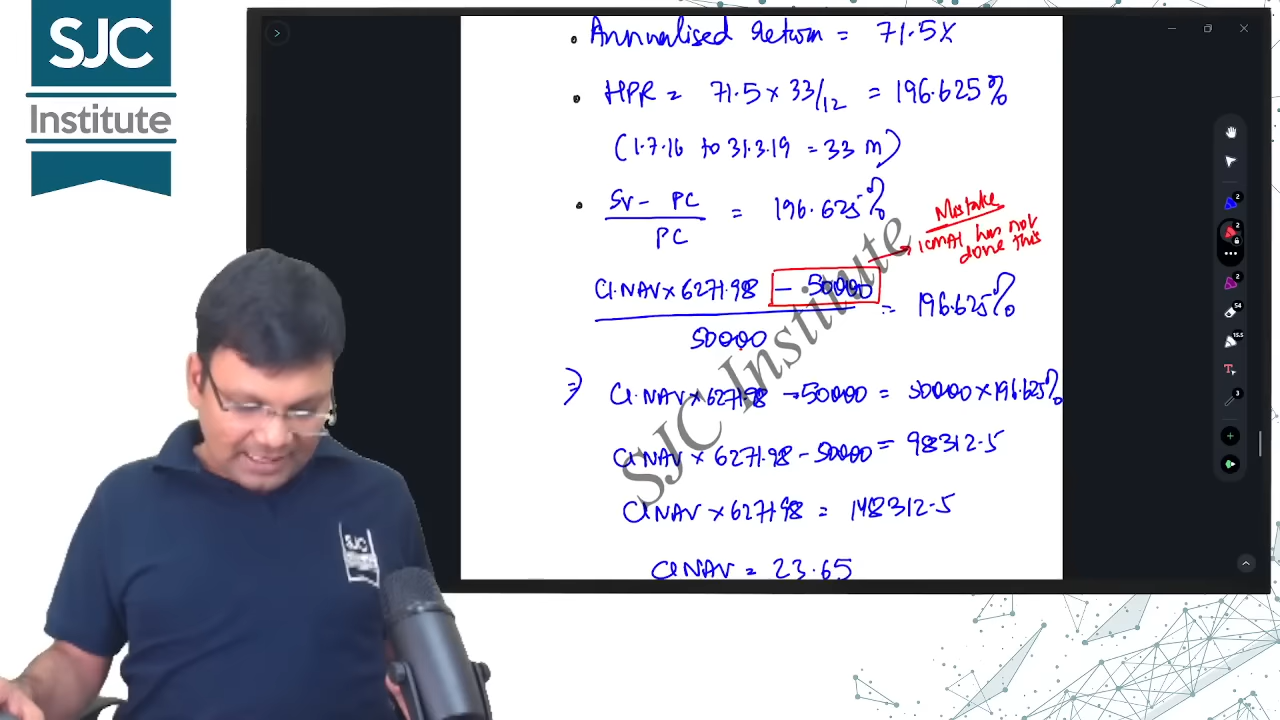 SJC
Institute
• Annualised Return = 71.5%
• HPR = 71.5 × 33/12 = 196.625%
(1.7.16 to 31.3.19 = 33 m)
• SV - PC
PC
= 196.625%
Mistake
ICMAI has not
done this
Cl.NAV × 6271.98 - 50000
50000
= 196.625%
⇒ Cl.NAV × 6271.98 - 50000 = 50000 × 196.625%
Cl NAV × 6271.98 - 50000 = 98312.5
Cl NAV × 6271.98 = 148312.5
Cl NAV = 23.65
SJC Institute
SJC